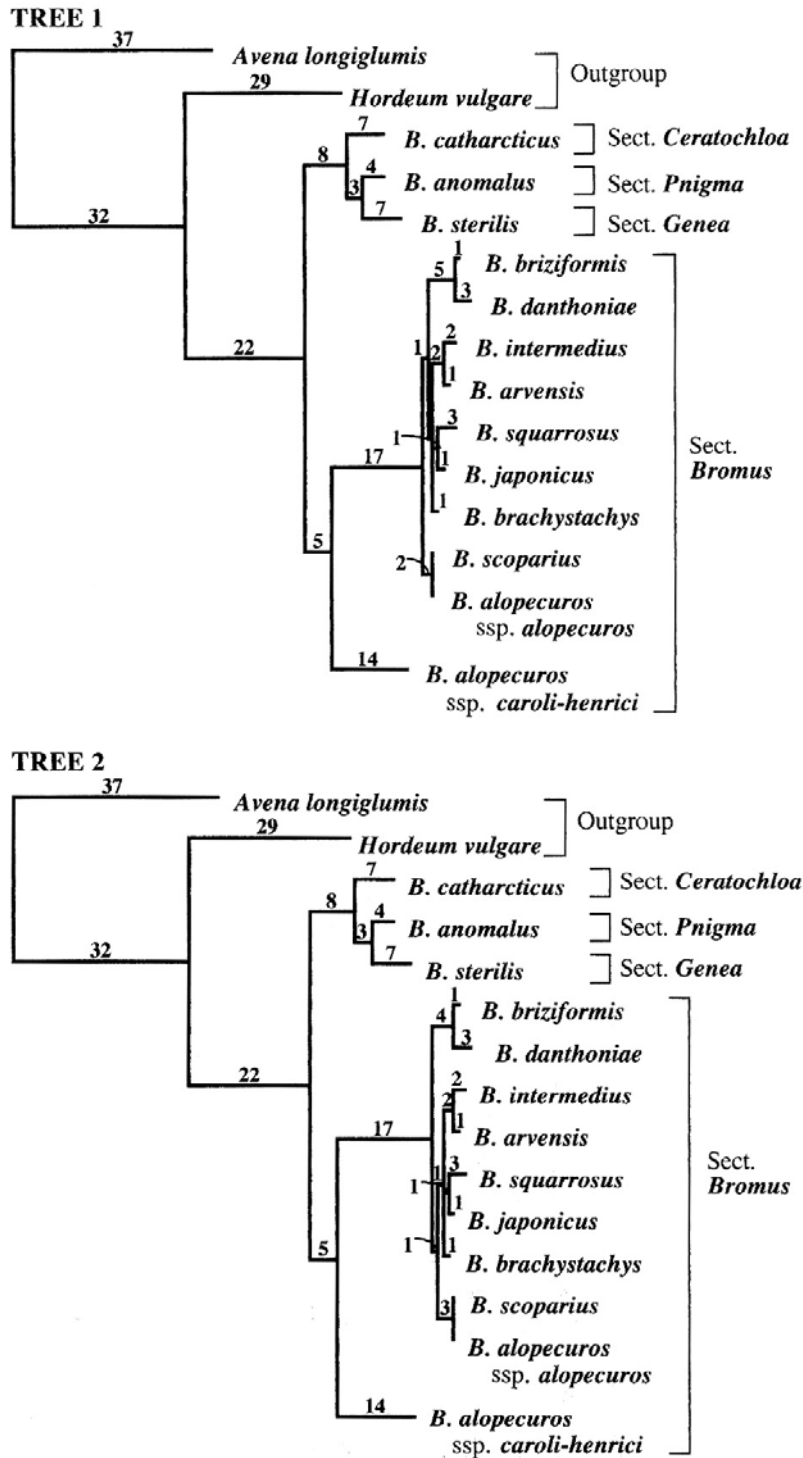 TREE 1
37
Avena longiglumis
Outgroup
29
Hordeum vulgare
7
B. catharcticus
Sect. Ceratochloa
8
4
B. anomalus
Sect. Pnigma
3
32
7
B. sterilis
Sect. Genea
1
B. briziformis
5
3
B. danthoniae
2
B. intermedius
22
1
2
1
B. arvensis
3
B. squarrosus
1
Sect.
Bromus
17
1
B. japonicus
1
B. brachystachys
5
2
B. scoparius
B. alopecuros
ssp. alopecuros
14
B. alopecuros
ssp. caroli-henrici
TREE 2
37
Avena longiglumis
Outgroup
29
Hordeum vulgare
7
B. catharcticus
Sect. Ceratochloa
8
4
B. anomalus
Sect. Pnigma
3
32
7
B. sterilis
Sect. Genea
1
B. briziformis
4
3
B. danthoniae
2
B. intermedius
22
2
1
B. arvensis
17
3
B. squarrosus
Sect.
Bromus
1
1
1
B. japonicus
1
1
B. brachystachys
5
3
B. scoparius
B. alopecuros
ssp. alopecuros
14
B. alopecuros
ssp. caroli-henrici